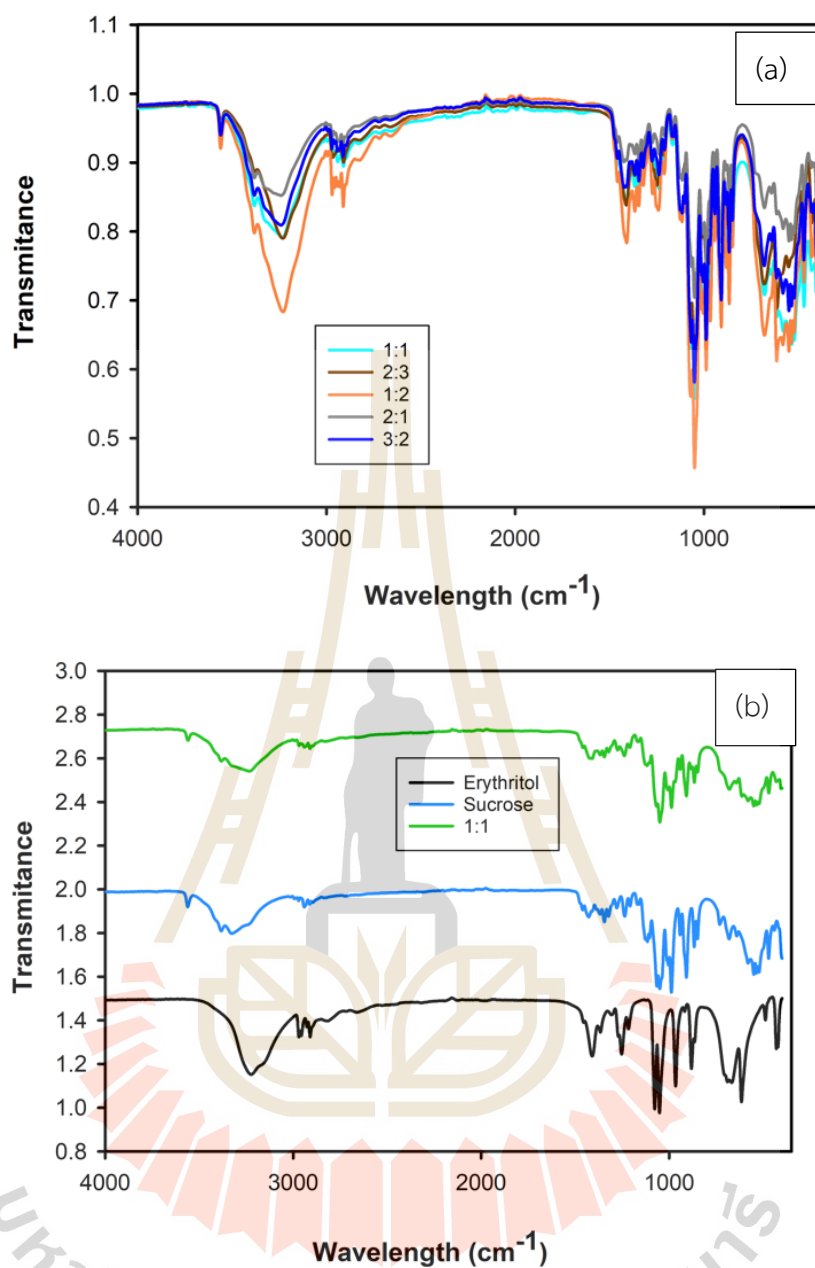 (a)
1.1
1.0
0.9
0.8
0.7
0.6
0.5
0.4
Transmitance
1:1
2:3
1:2
2:1
3:2
4000 3000 2000 1000
Wavelength (cm-1)
(b)
3.0
2.8
2.6
2.4
2.2
2.0
1.8
1.6
1.4
1.2
1.0
0.8
Transmitance
Erythritol
Sucrose
1:1
4000 3000 2000 1000
Wavelength (cm-1)